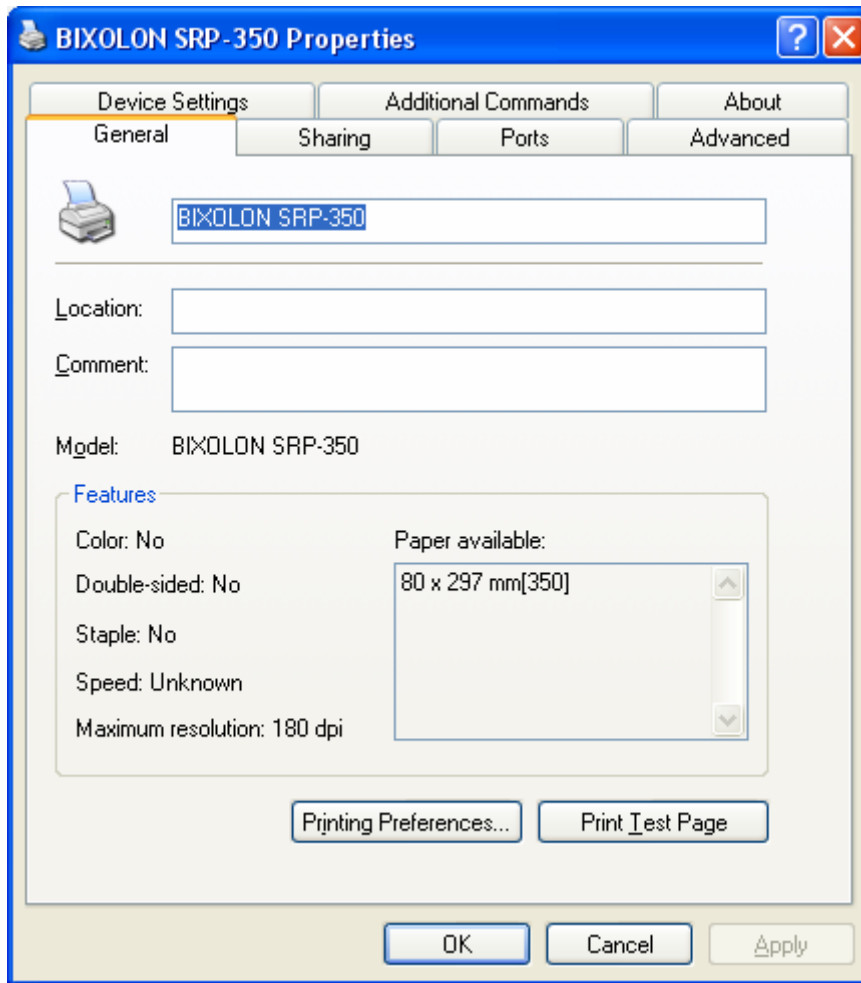 BIXOLON SRP-350 Properties
Device Settings Additional Commands About
General Sharing Ports Advanced
BIXOLON SRP-350
Location:
Comment:
Model: BIXOLON SRP-350
Features
Color: No Paper available:
Double-sided: No 80 x 297 mm[350]
Staple: No
Speed: Unknown
Maximum resolution: 180 dpi
Printing Preferences... Print Test Page
OK Cancel Apply